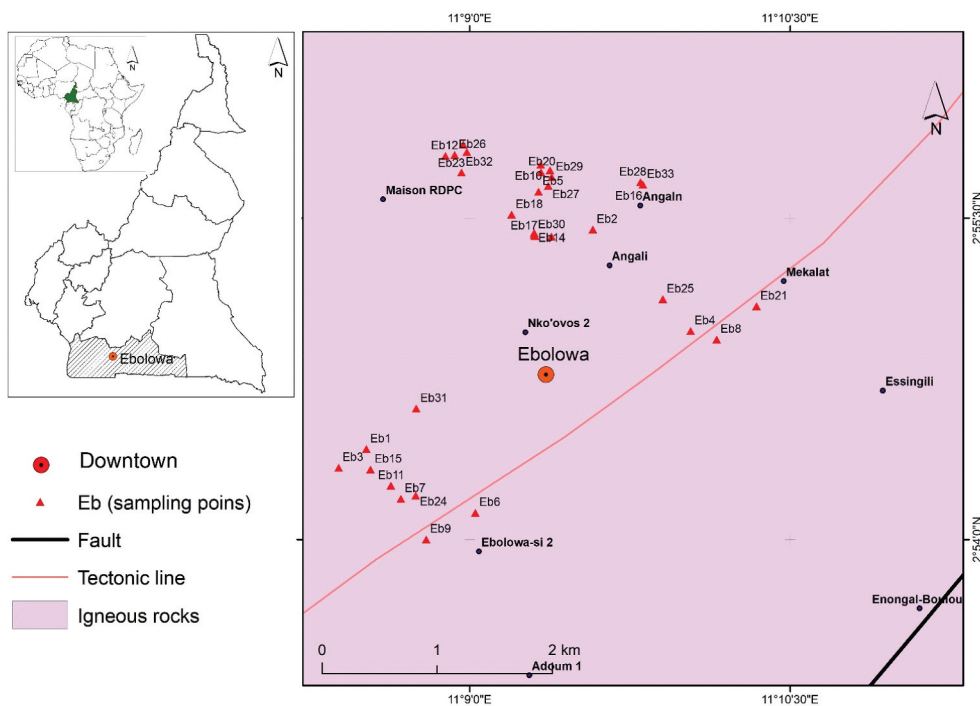 11°9'0"E
11°10'30"E
N
N
N
Eb12
Eb26
Eb23
Eb32
Eb20
Eb29
Eb10
Eb5
Eb27
Eb28
Eb33
Eb16
Angaln
Maison RDPC
Eb18
Eb17
Eb30
Eb14
Eb2
2°55'30"N
Angali
Mekalat
Eb25
Eb21
Eb4
Eb8
Nko'ovos 2
Ebolowa
Ebolowa
Essingili
Eb31
Eb1
Eb3
Eb15
Eb11
Eb7
Eb24
Eb6
Eb9
Ebolowa-si 2
2°54'0"N
Enongal-Boulou
Downtown
Eb (sampling poins)
Fault
Tectonic line
Igneous rocks
0
1
2 km
Adoum 1
11°9'0"E
11°10'30"E